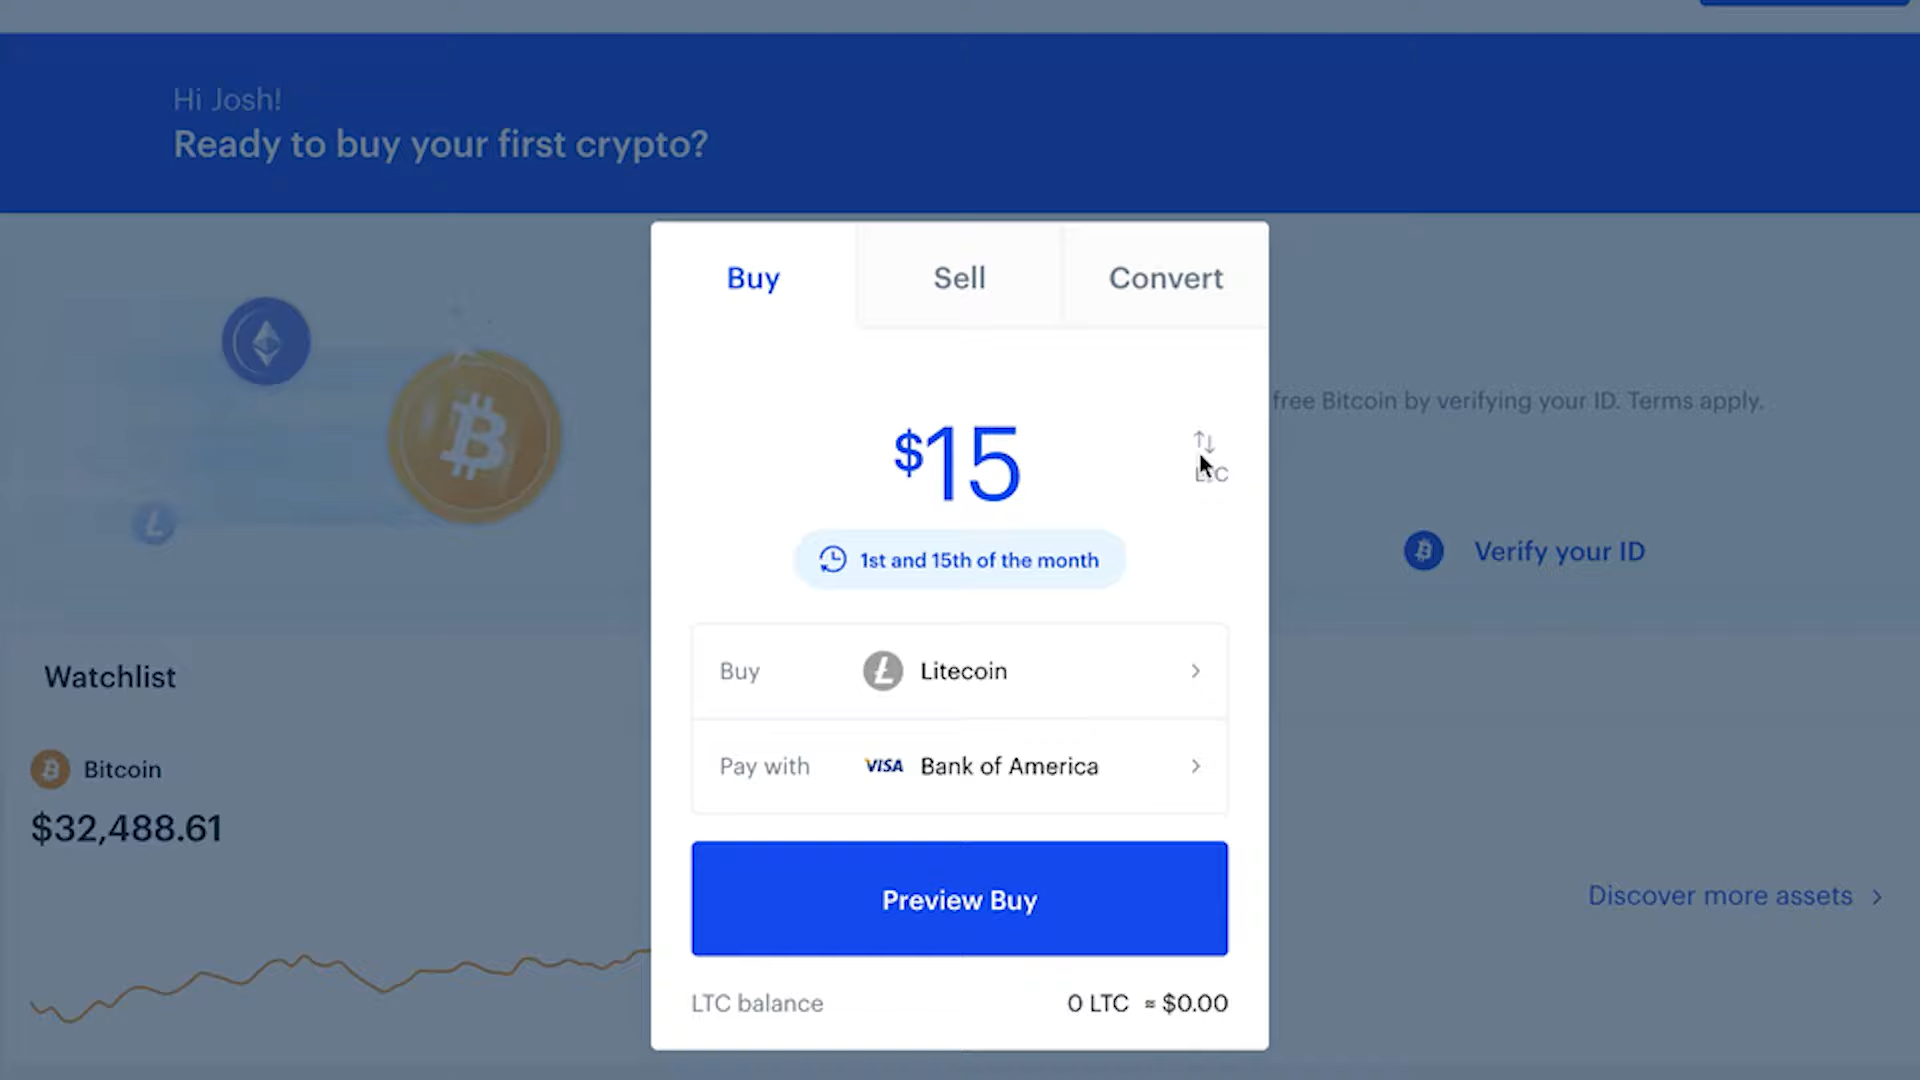 Hi Josh!
Ready to buy your first crypto?
Buy
Sell
Convert
free Bitcoin by verifying your ID. Terms apply.
$15
LTC
1st and 15th of the month
Verify your ID
Buy
Litecoin
Pay with
VISA
Bank of America
Preview Buy
LTC balance
0 LTC ≈ $0.00
Watchlist
Bitcoin
$32,488.61
Discover more assets